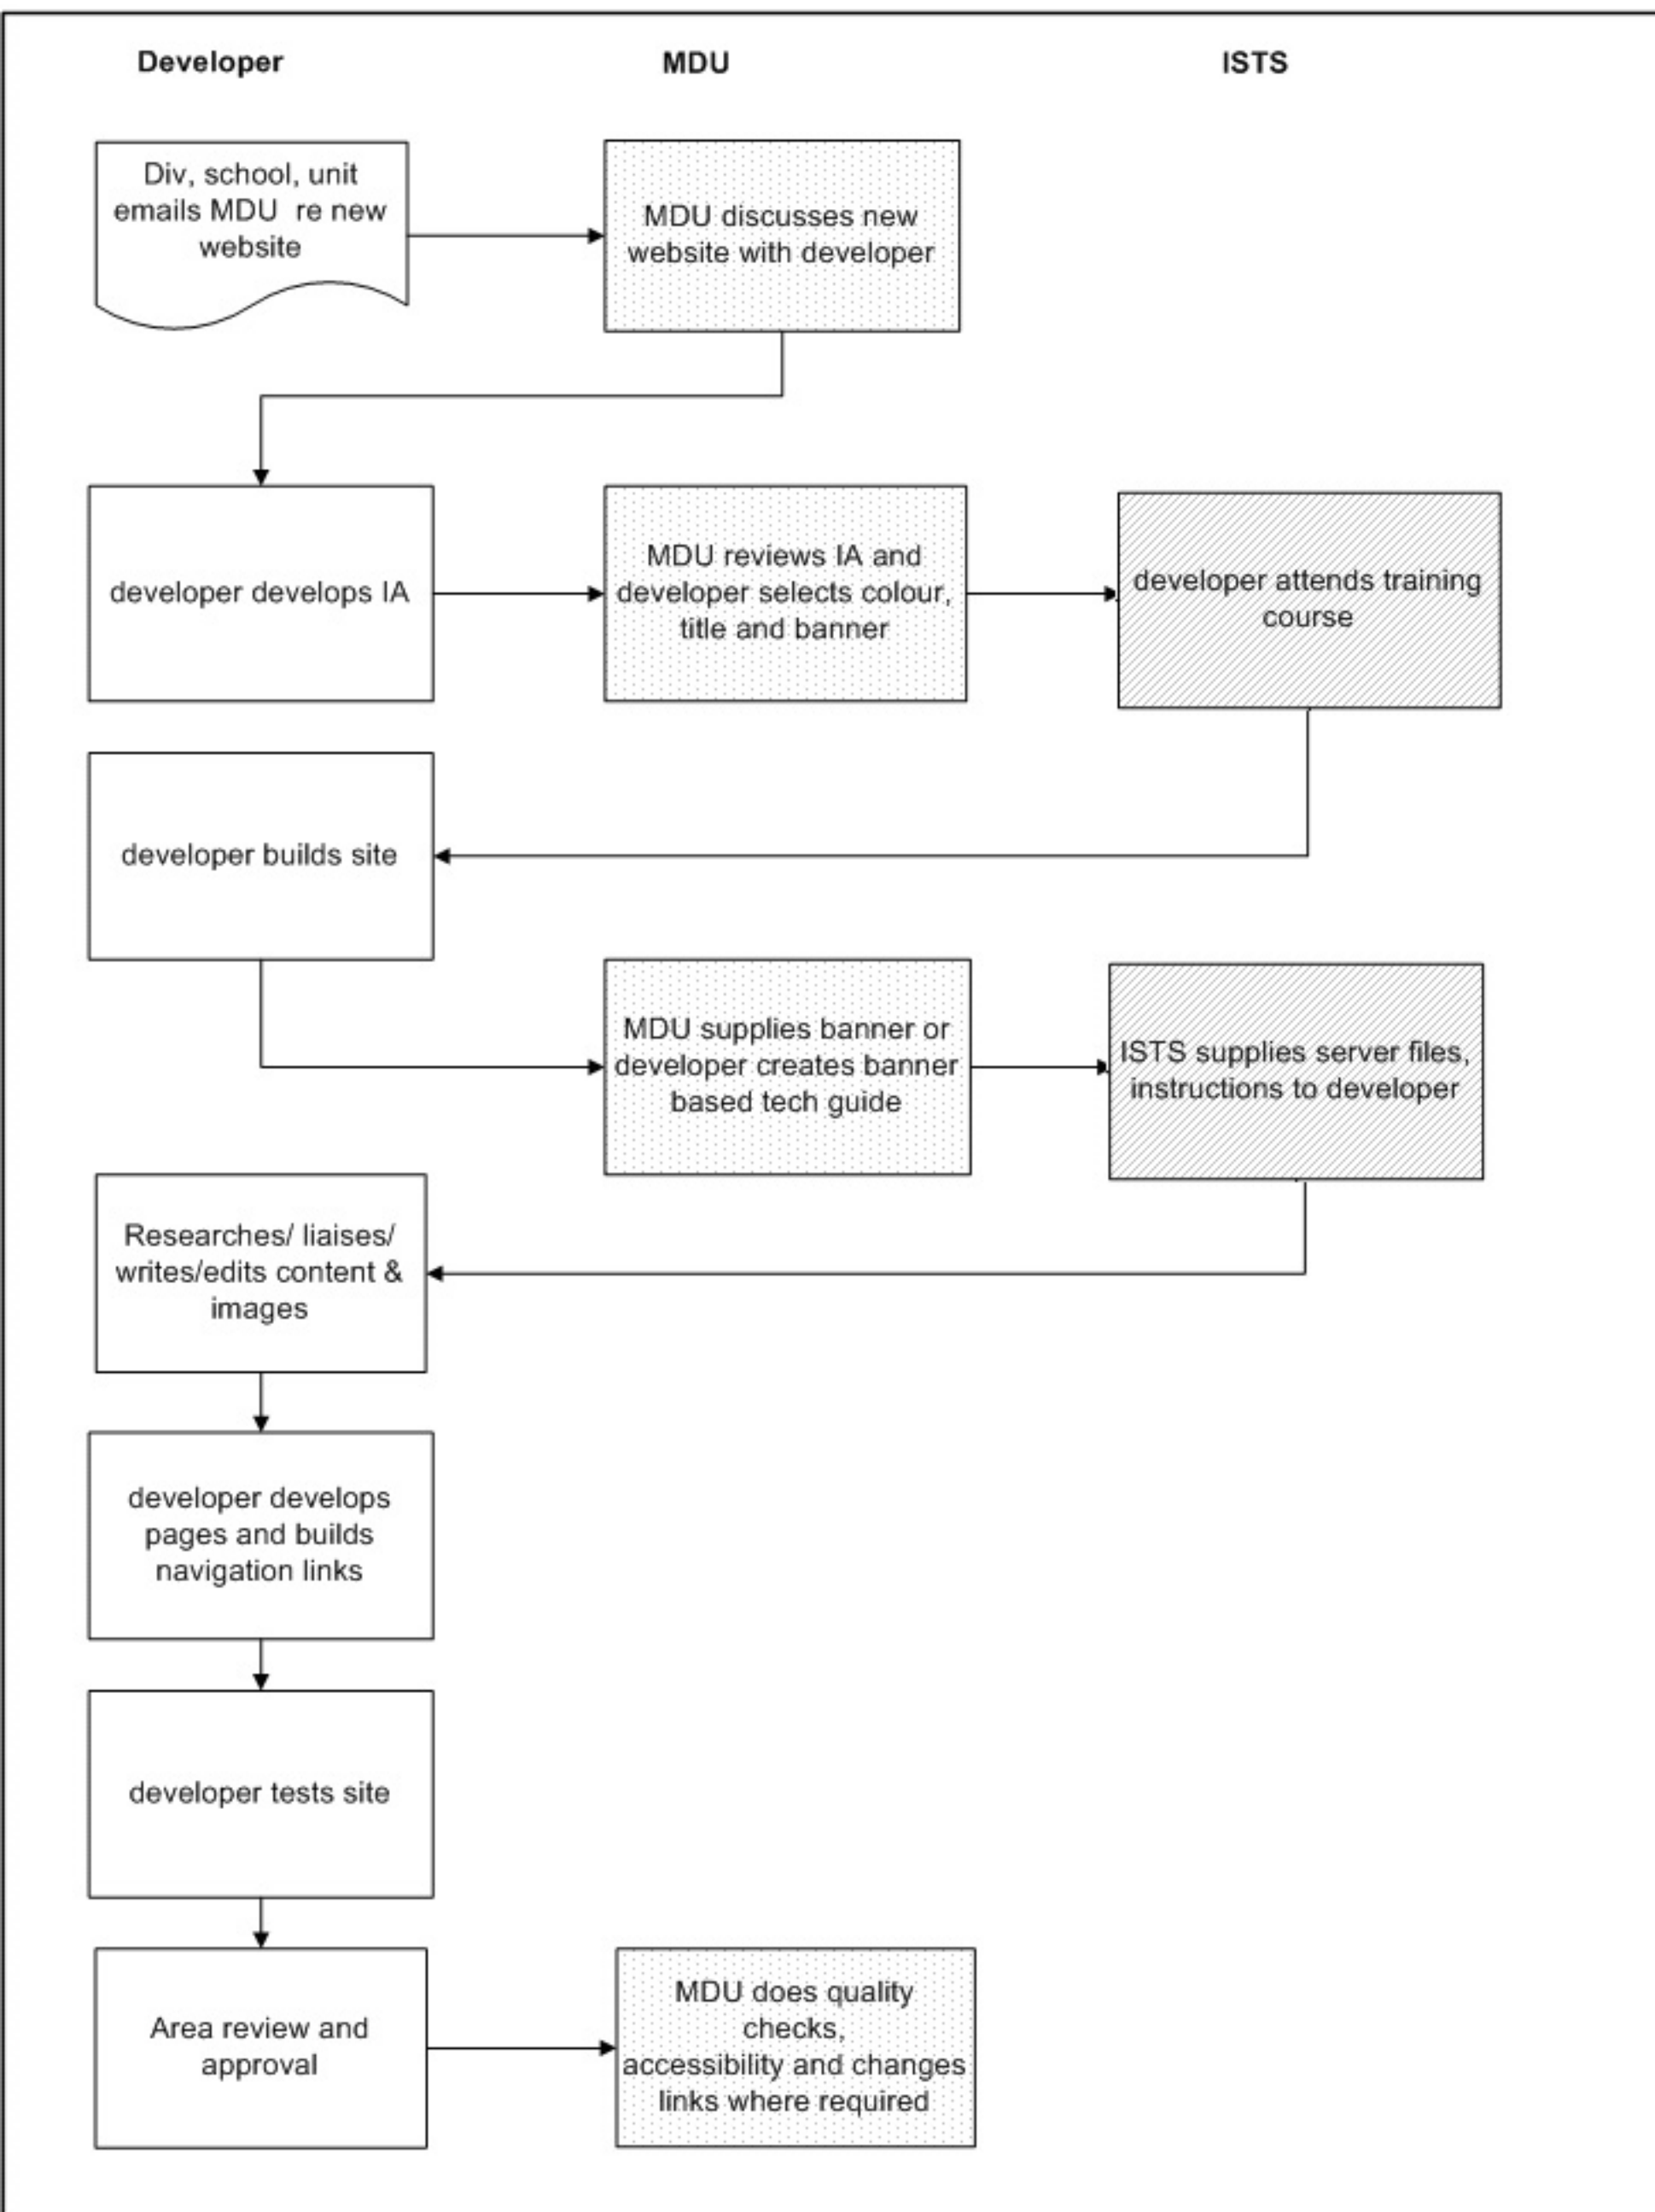 Developer
MDU
ISTS
Div, school, unit
emails MDU re new
website
MDU discusses new
website with developer
developer develops IA
MDU reviews IA and
developer selects colour,
title and banner
developer attends training
course
developer builds site
MDU supplies banner or
developer creates banner
based tech guide
ISTS supplies server files,
instructions to developer
Researches/ liaises/
writes/edits content &
images
developer develops
pages and builds
navigation links
developer tests site
Area review and
approval
MDU does quality
checks,
accessibility and changes
links where required